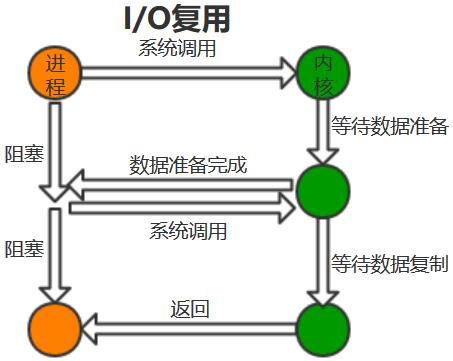 I/O复用
系统调用
进程
内核
等待数据准备
阻塞
数据准备完成
系统调用
阻塞
等待数据复制
返回